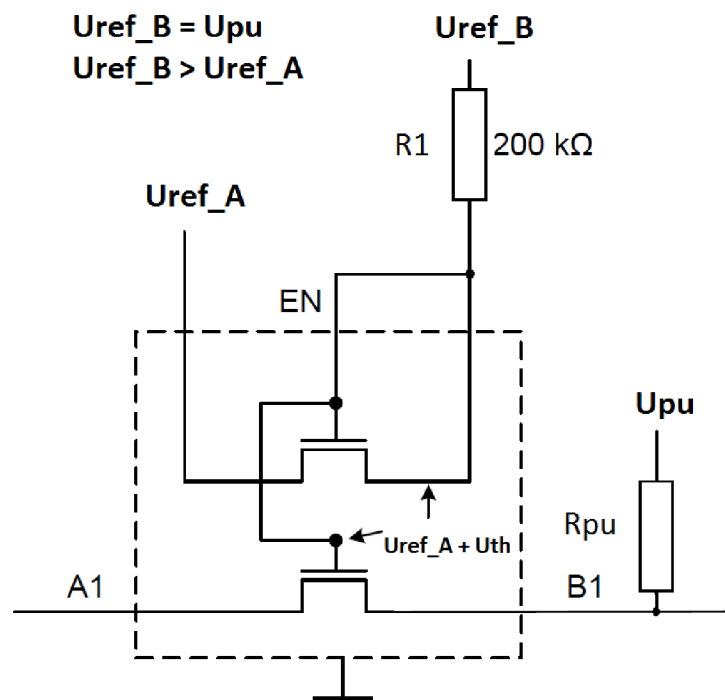 Uref_B = Upu
Uref_B > Uref_A
Uref_B
R1
200 kΩ
Uref_A
EN
Upu
Rpu
Uref_A + Uth
A1
B1